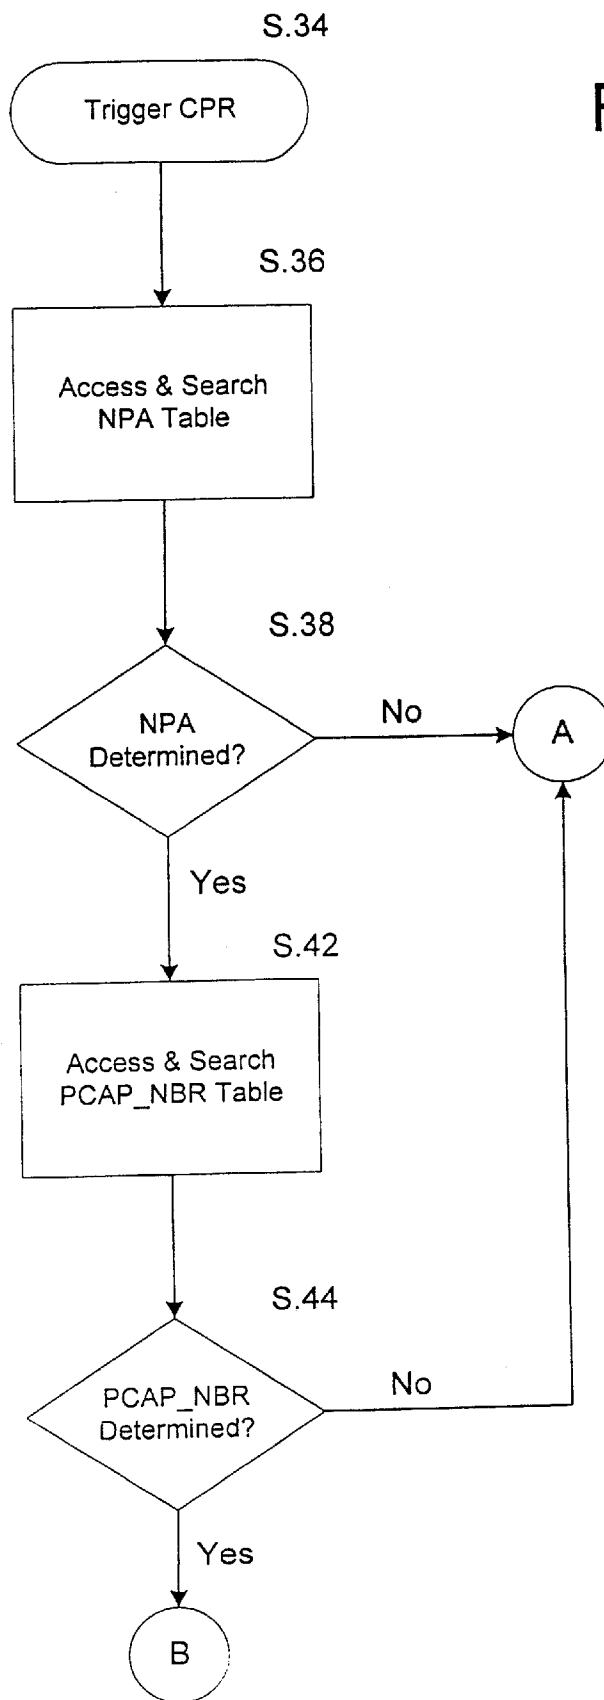 S.34
Trigger CPR
S.36
Access & Search
NPA Table
S.38
NPA
Determined?
No
A
Yes
S.42
Access & Search
PCAP_NBR Table
S.44
PCAP_NBR
Determined?
No
Yes
B